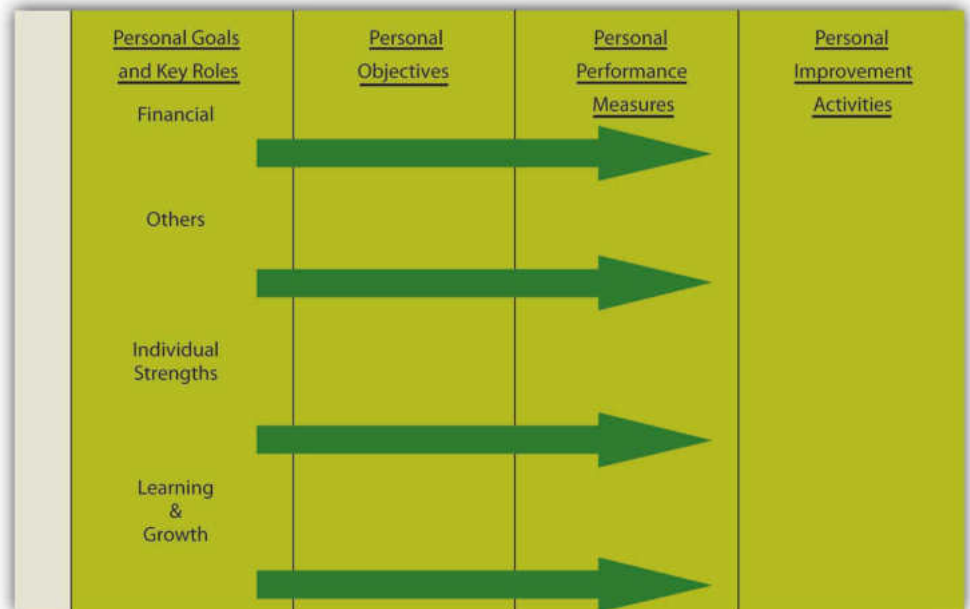 Personal Goals
and Key Roles
Personal
Objectives
Personal
Performance
Measures
Personal
Improvement
Activities
Financial
Others
Individual
Strengths
Learning
&
Growth